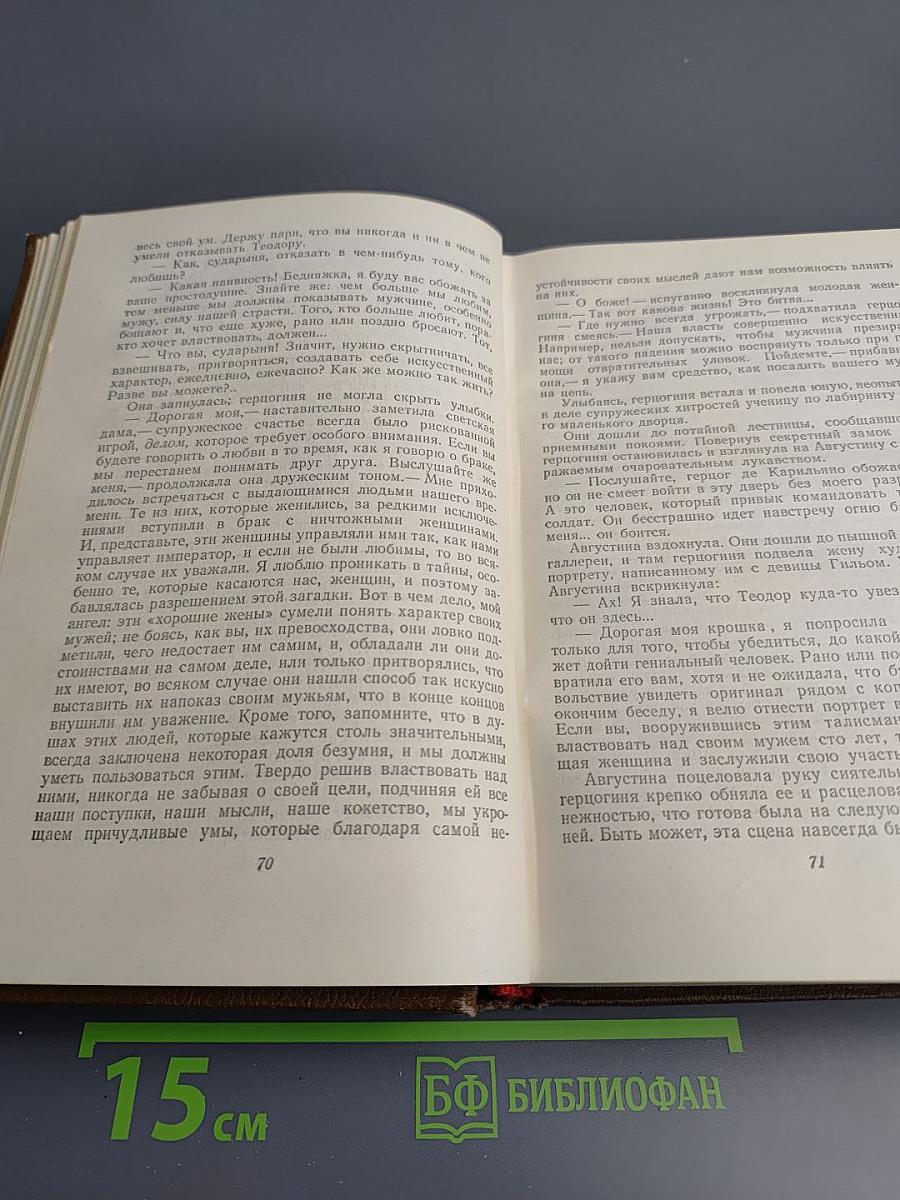 весь свой ум. Держу пари, что вы никогда и ни в чем не
умели отказывать Теодору.
— Как, сударыня, отказать в чем-нибудь тому, кого
любишь?
— Какая наивность! Бедняжка, я буду вас обожать за
ваше простодушие. Знайте же: чем больше мы любим,
тем меньше мы должны показывать мужчине, особенно
мужу, силу нашей страсти. Того, кто больше любит, пора-
бощают и, что еще хуже, рано или поздно бросают. Тот,
кто хочет властвовать, должен...
— Что вы, сударыня! Значит, нужно скрытничать, все
взвешивать, притворяться, создавать себе искусственный
характер, ежедневно, ежечасно? Как же можно так жить?
Разве вы можете?..
Она запнулась; герцогиня не могла скрыть улыбки.
— Дорогая моя,— наставительно заметила светская
дама,— супружеское счастье всегда было рискованной
игрой, делом, которое требует особого внимания. Если вы
будете говорить о любви в то время, как я говорю о браке,
мы перестанем понимать друг друга. Выслушайте же
меня,— продолжала она дружеским тоном.— Мне прихо-
дилось встречаться с выдающимися людьми нашего вре-
мени. Те из них, которые женились, за редкими исключе-
ниями вступили в брак с ничтожными женщинами.
И, представьте, эти женщины управляли ими так, как нами
управляет император, и если не были любимы, то во вся-
ком случае их уважали. Я люблю проникать в тайны, осо-
бенно те, которые касаются нас, женщин, и поэтому за-
бавлялась разрешением этой загадки. Вот в чем дело, мой
ангел: эти «хорошие жены» сумели понять характер своих
мужей; не боясь, как вы, их превосходства, они ловко под-
метили, чего недостает им самим, и, обладали ли они до-
стоинствами на самом деле, или только притворялись, что
их имеют, во всяком случае они нашли способ так искусно
выставить их напоказ своим мужьям, что в конце концов
внушили им уважение. Кроме того, запомните, что в ду-
шах этих людей, которые кажутся столь значительными,
всегда заключена некоторая доля безумия, и мы должны
уметь пользоваться этим. Твердо решив властвовать над
ними, никогда не забывая о своей цели, подчиняя ей все
наши поступки, наши мысли, наше кокетство, мы укро-
щаем причудливые умы, которые благодаря самой не-
70
устойчивости своих мыслей дают нам возможность влиять
на них.
— О боже! — испуганно воскликнула молодая жен-
щина.— Так вот какова жизнь! Это битва...
— Где нужно всегда угрожать,— подхватила герцо-
гиня смеясь.— Наша власть совершенно искусственна
Например, нельзя допускать, чтобы мужчина презира
нас; от такого падения можно воспрянуть только при п
мощи отвратительных уловок. Пойдемте,— прибави
она,— я укажу вам средство, как посадить вашего му
на цепь.
Улыбаясь, герцогиня встала и повела юную, неопыт
в деле супружеских хитростей ученицу по лабиринту
го маленького дворца.
Они дошли до потайной лестницы, сообщавше
приемными покоями. Повернув секретный замок
герцогиня остановилась и взглянула на Августину с
ражаемым очаровательным лукавством.
— Послушайте, герцог де Карильяно обожае
но он не смеет войти в эту дверь без моего разр
А это человек, который привык командовать т
солдат. Он бесстрашно идет навстречу огню б
меня... он боится.
Августина вздохнула. Они дошли до пышной
галлереи, и там герцогиня подвела жену худ
портрету, написанному им с девицы Гильом.
Августина вскрикнула:
— Ах! Я знала, что Теодор куда-то увез
что он здесь...
— Дорогая моя крошка, я попросила
только для того, чтобы убедиться, до какой
жет дойти гениальный человек. Рано или по
вратила его вам, хотя и не ожидала, что бу
вольствие увидеть оригинал рядом с коп
окончим беседу, я велю отнести портрет в
Если вы, вооружившись этим талисман
властвовать над своим мужем сто лет, т
щая женщина и заслужили свою участь
Августина поцеловала руку сиятельн
герцогиня крепко обняла ее и расцелова
нежностью, что готова была на следую
ней. Быть может, эта сцена навсегда бы
71
15 см
БФ БИБЛИОФАН